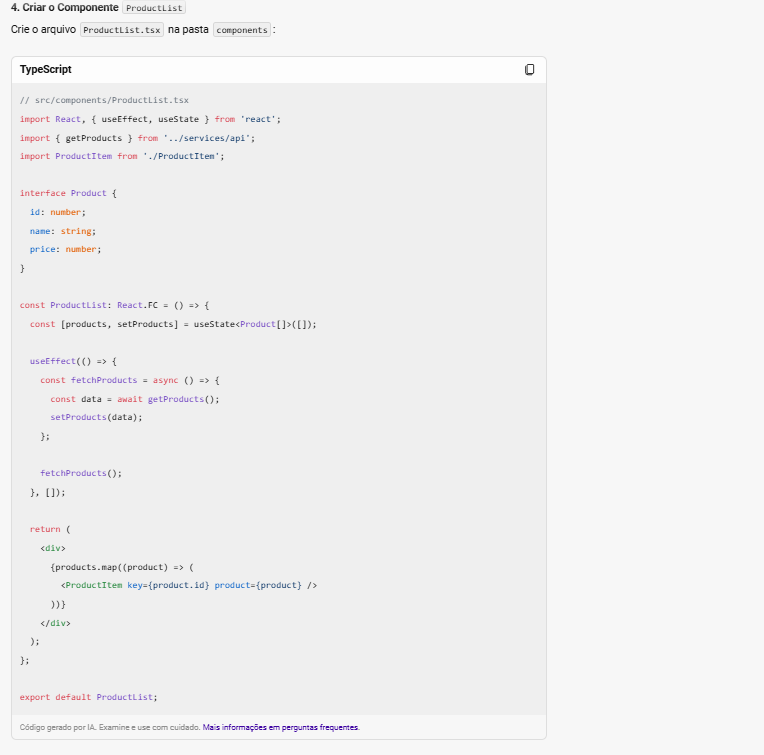 4. Criar o Componente ProductList
Crie o arquivo ProductList.tsx na pasta components:
TypeScript
// src/components/ProductList.tsx
import React, { useEffect, useState } from 'react';
import { getProducts } from '../services/api';
import ProductItem from './ProductItem';
interface Product {
  id: number;
  name: string;
  price: number;
}
const ProductList: React.FC = () => {
  const [products, setProducts] = useState<Product[]>([]);
  useEffect(() => {
    const fetchProducts = async () => {
      const data = await getProducts();
      setProducts(data);
    };
    fetchProducts();
  }, []);
  return (
    <div>
      {products.map((product) => (
        <ProductItem key={product.id} product={product} />
      ))}
    </div>
  );
};
export default ProductList;
Código gerado por IA. Examine e use com cuidado. Mais informações em perguntas frequentes.